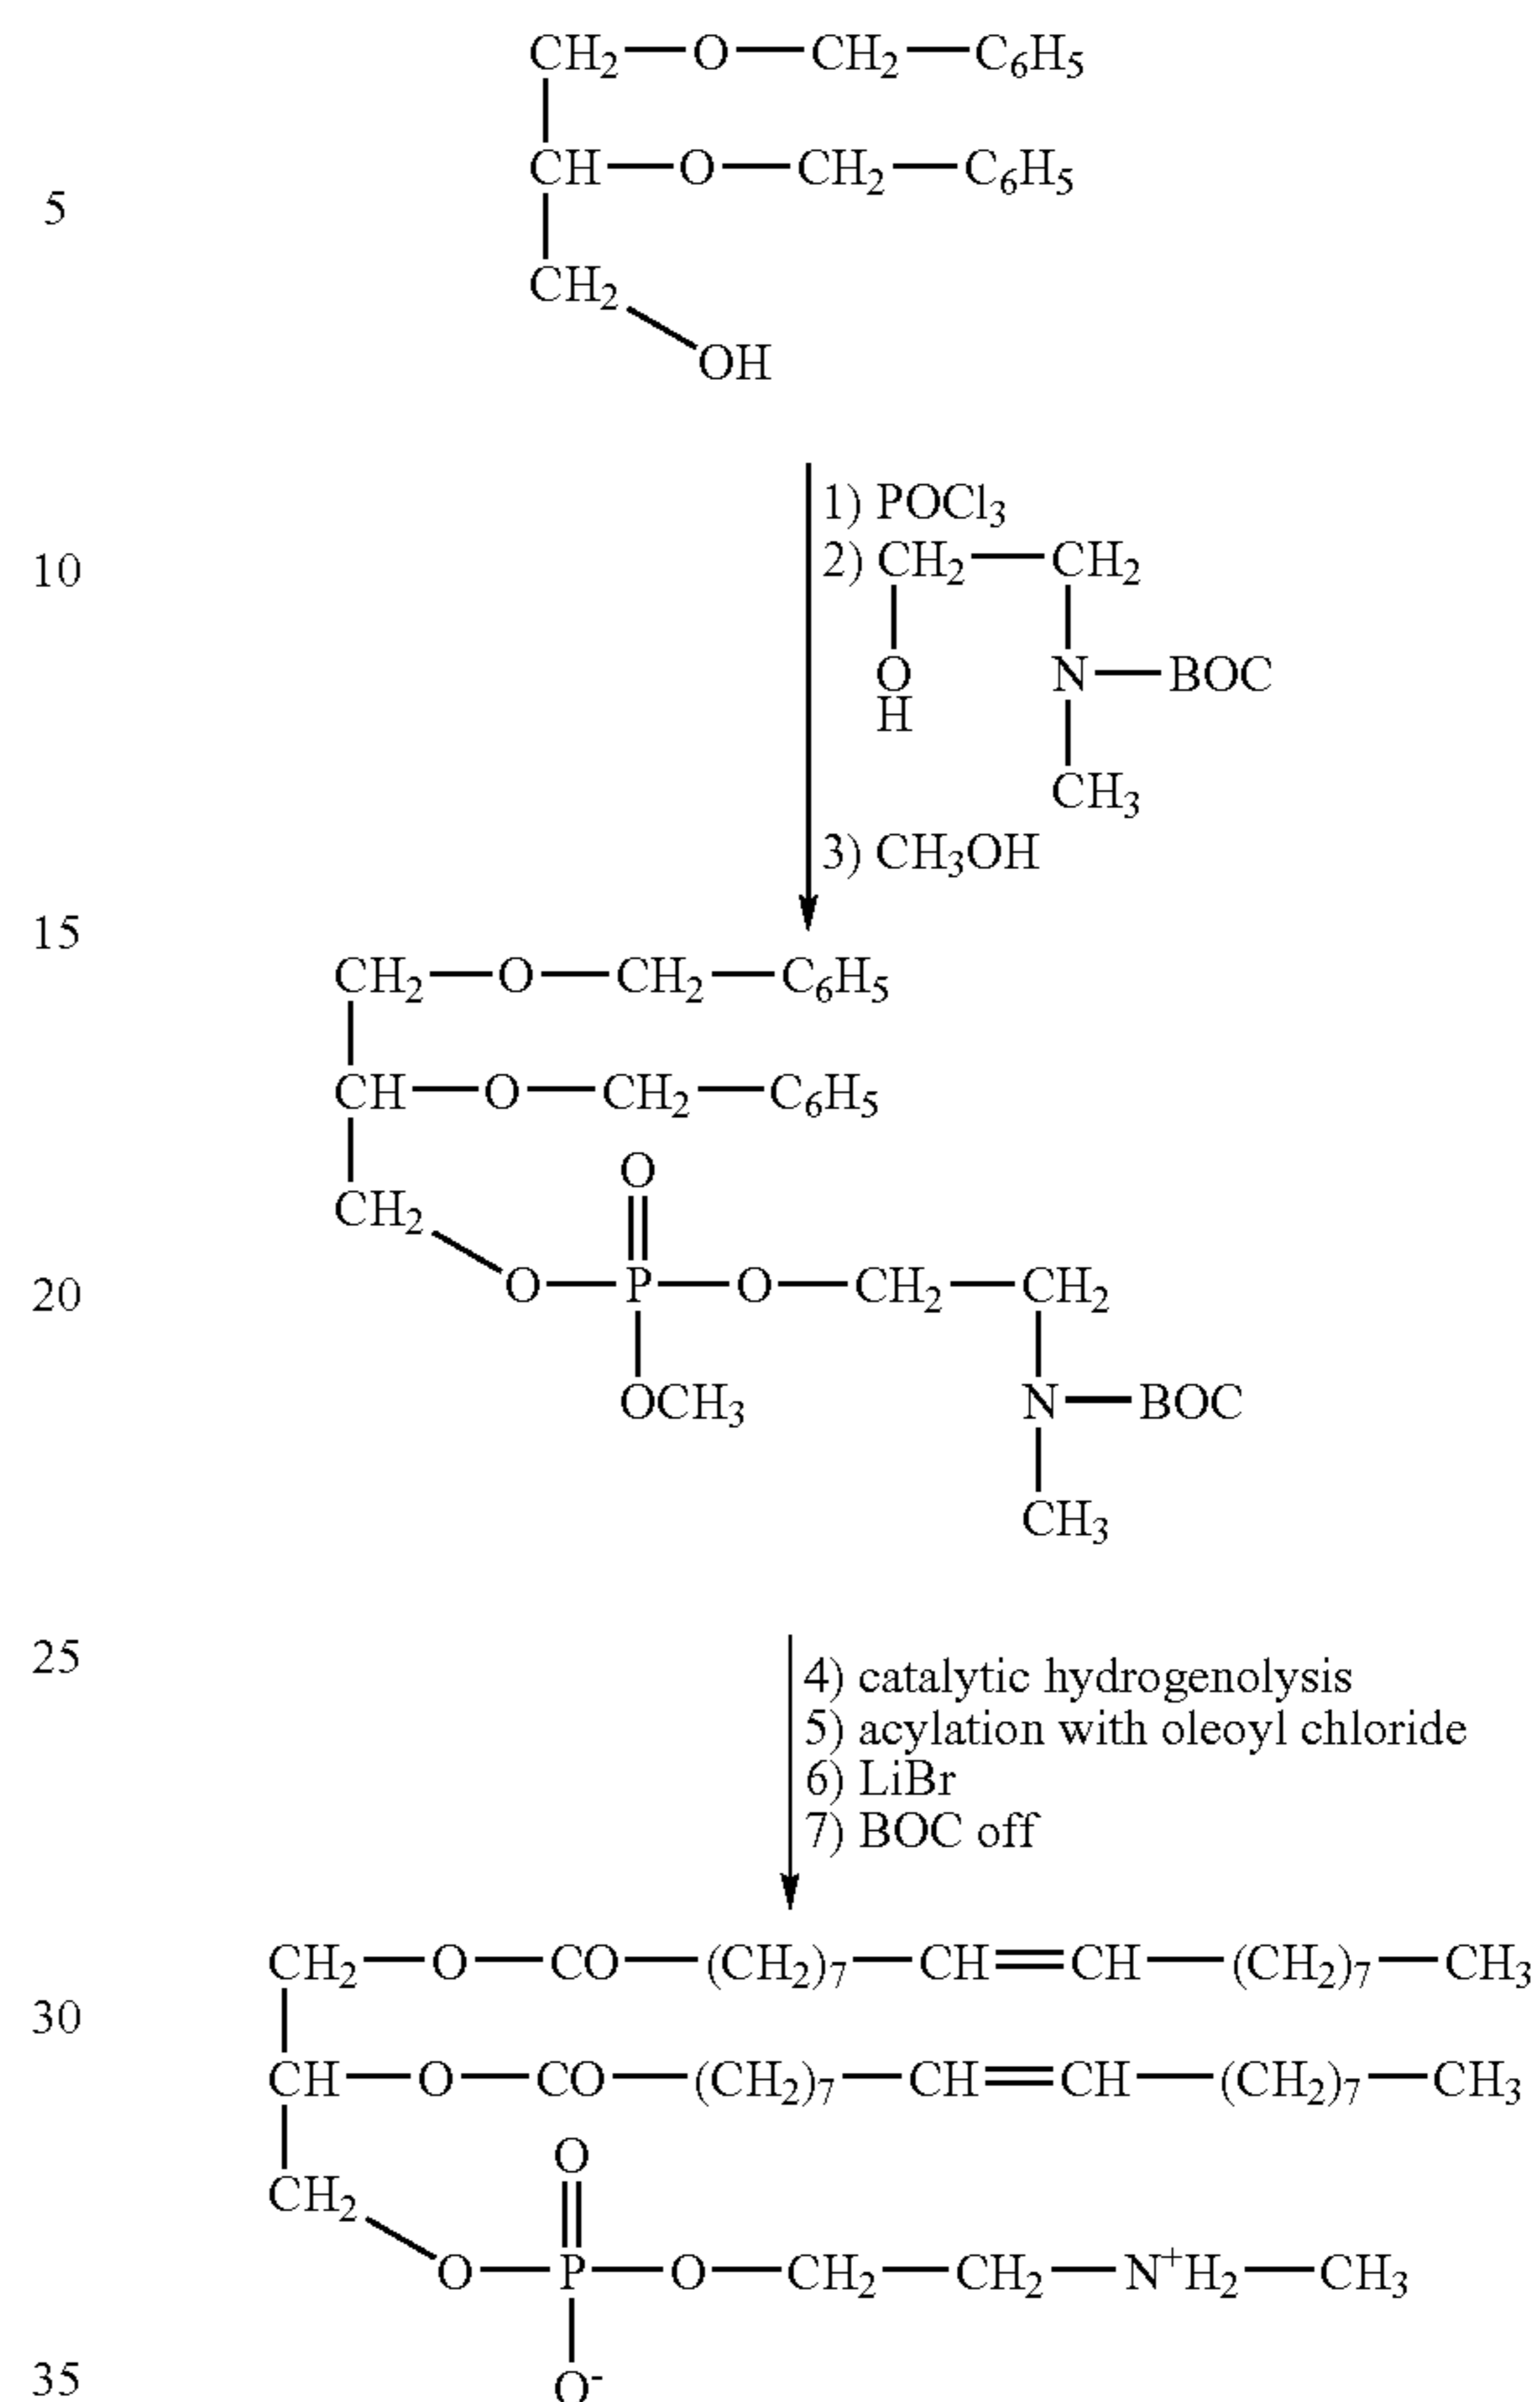 CH₂—O—CH₂—C₆H₅
CH—O—CH₂—C₆H₅
5
CH₂
OH
1) POCl₃
10
2) CH₂—CH₂
O
H
N—BOC
CH₃
3) CH₃OH
15
CH₂—O—CH₂—C₆H₅
CH—O—CH₂—C₆H₅
O
CH₂
20
O—P—O—CH₂—CH₂
OCH₃
N—BOC
CH₃
25
4) catalytic hydrogenolysis
5) acylation with oleoyl chloride
6) LiBr
7) BOC off
CH₂—O—CO—(CH₂)₇—CH=CH—(CH₂)₇—CH₃
30
CH—O—CO—(CH₂)₇—CH=CH—(CH₂)₇—CH₃
O
CH₂
O—P—O—CH₂—CH₂—N⁺H₂—CH₃
35
O⁻